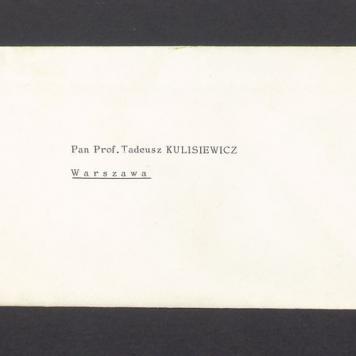 Pan Prof. Tadeusz KULISIEWICZ
Warszawa